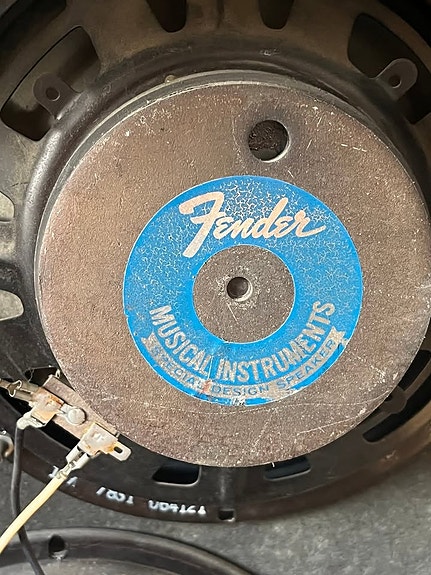 Fender
MUSICAL INSTRUMENTS
SPECIAL DESIGN SPEAKER